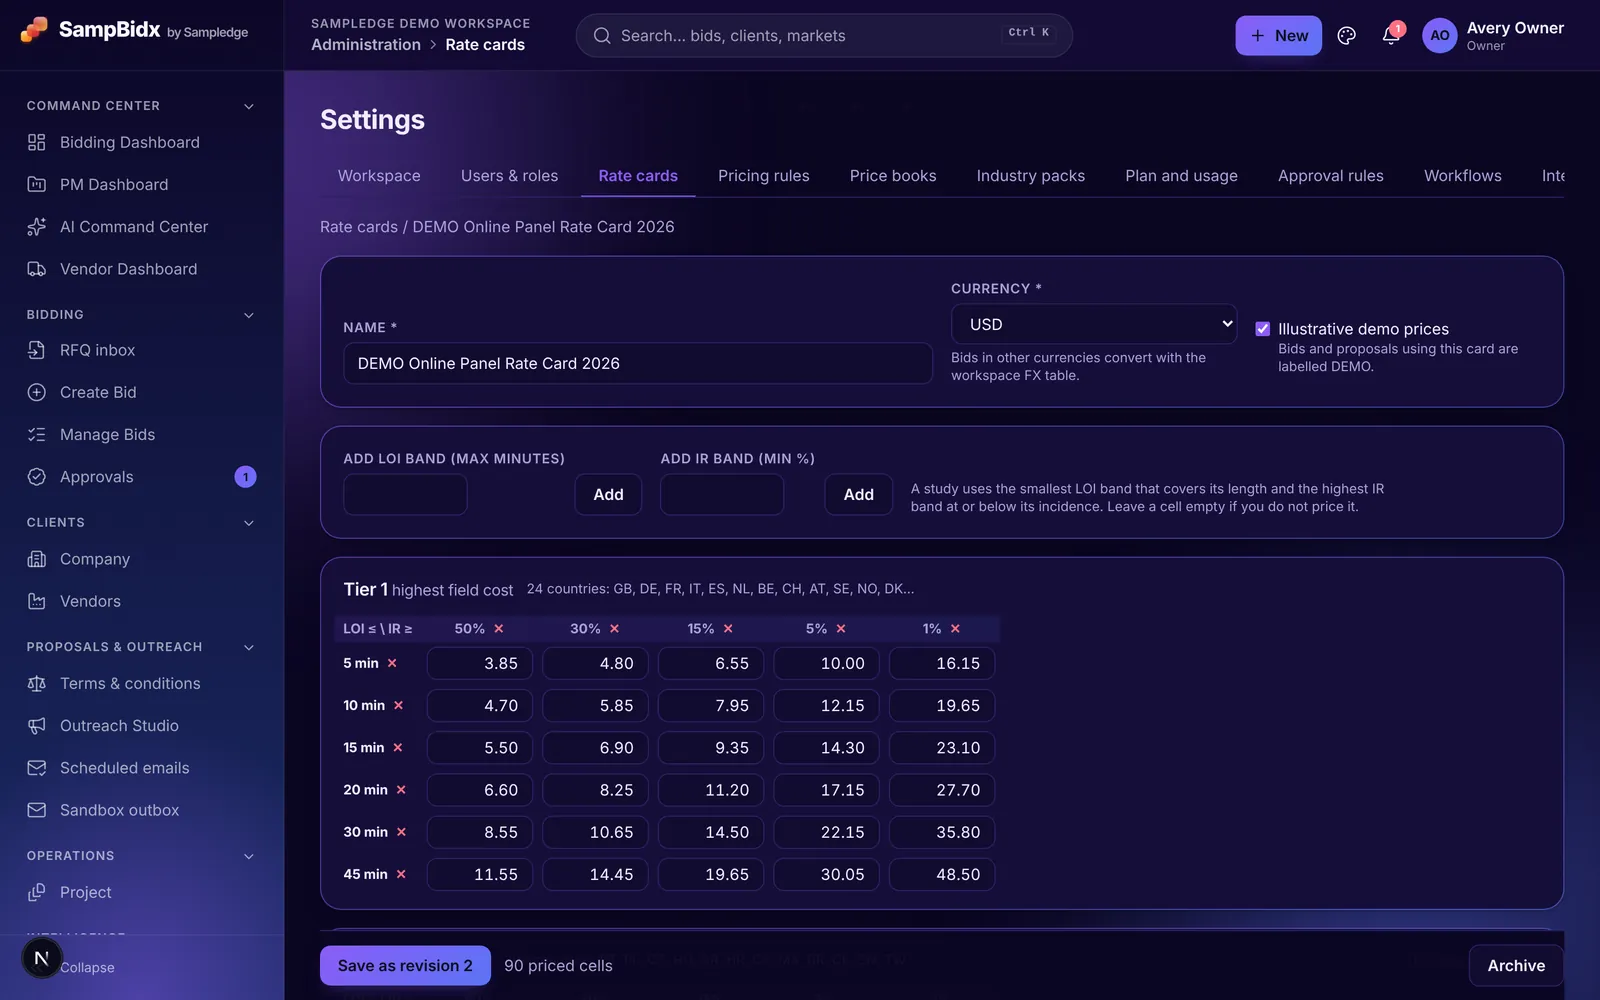 SampBidx by Sampledge
SAMPLEDGE DEMO WORKSPACE
Administration > Rate cards
Search... bids, clients, markets
Ctrl K
+ New
1
AO
Avery Owner
Owner
COMMAND CENTER
Bidding Dashboard
PM Dashboard
AI Command Center
Vendor Dashboard
BIDDING
RFQ inbox
Create Bid
Manage Bids
Approvals 1
CLIENTS
Company
Vendors
PROPOSALS & OUTREACH
Terms & conditions
Outreach Studio
Scheduled emails
Sandbox outbox
OPERATIONS
Project
N
Collapse
Settings
Workspace Users & roles Rate cards Pricing rules Price books Industry packs Plan and usage Approval rules Workflows Inte
Rate cards / DEMO Online Panel Rate Card 2026
NAME *
DEMO Online Panel Rate Card 2026
CURRENCY *
USD
Bids in other currencies convert with the
workspace FX table.
Illustrative demo prices
Bids and proposals using this card are
labelled DEMO.
ADD LOI BAND (MAX MINUTES)
Add
ADD IR BAND (MIN %)
Add
A study uses the smallest LOI band that covers its length and the highest IR
band at or below its incidence. Leave a cell empty if you do not price it.
Tier 1 highest field cost 24 countries: GB, DE, FR, IT, ES, NL, BE, CH, AT, SE, NO, DK...
LOI ≤ \ IR ≥ 50% × 30% × 15% × 5% × 1% ×
5 min × 3.85 4.80 6.55 10.00 16.15
10 min × 4.70 5.85 7.95 12.15 19.65
15 min × 5.50 6.90 9.35 14.30 23.10
20 min × 6.60 8.25 11.20 17.15 27.70
30 min × 8.55 10.65 14.50 22.15 35.80
45 min × 11.55 14.45 19.65 30.05 48.50
Save as revision 2
90 priced cells
Archive